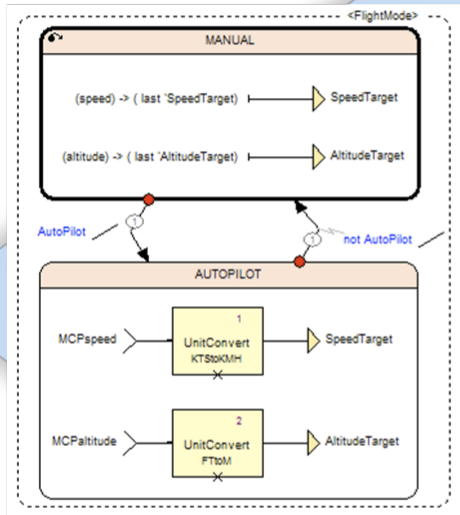 <FlightMode>
MANUAL
(speed) -> ( last 'SpeedTarget)
SpeedTarget
(altitude) -> ( last 'AltitudeTarget)
AltitudeTarget
1
AutoPilot
1
not AutoPilot
AUTOPILOT
1
MCPspeed
UnitConvert
KTStoKMH
SpeedTarget
2
MCPaltitude
UnitConvert
FTtoM
AltitudeTarget